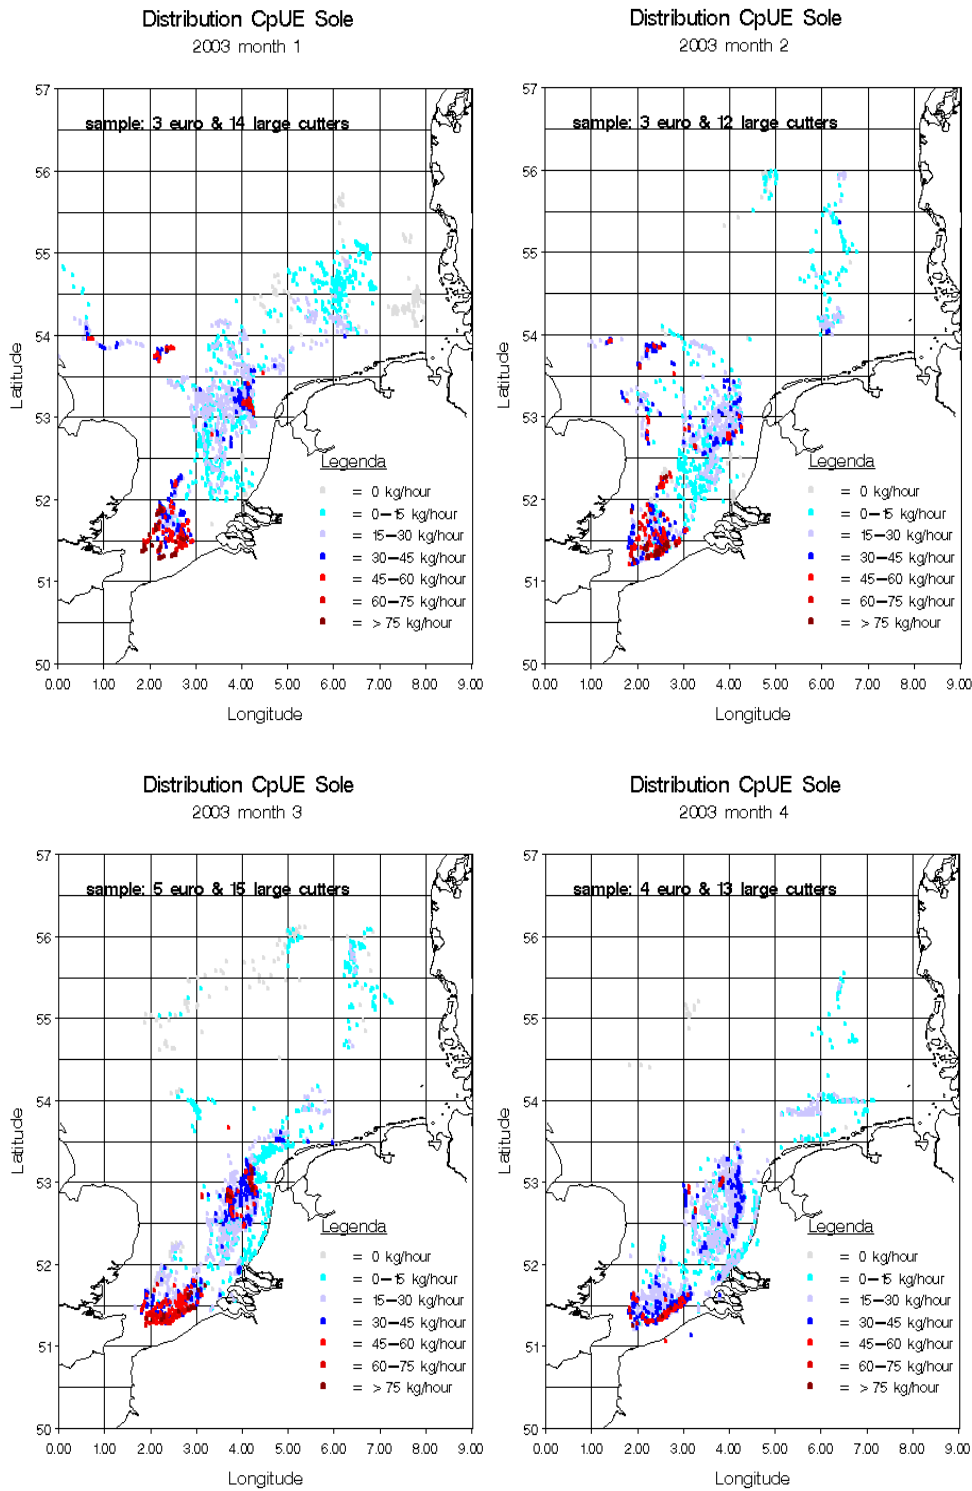 Distribution CpUE Sole
2003 month 1
57
56
55
54
53
52
51
50
Latitude
sample: 3 euro & 14 large cutters
Legenda
= 0 kg/hour
= 0–15 kg/hour
= 15–30 kg/hour
= 30–45 kg/hour
= 45–60 kg/hour
= 60–75 kg/hour
= > 75 kg/hour
0.00 1.00 2.00 3.00 4.00 5.00 6.00 7.00 8.00 9.00
Longitude
Distribution CpUE Sole
2003 month 2
57
56
55
54
53
52
51
50
Latitude
sample: 3 euro & 12 large cutters
Legenda
= 0 kg/hour
= 0–15 kg/hour
= 15–30 kg/hour
= 30–45 kg/hour
= 45–60 kg/hour
= 60–75 kg/hour
= > 75 kg/hour
0.00 1.00 2.00 3.00 4.00 5.00 6.00 7.00 8.00 9.00
Longitude
Distribution CpUE Sole
2003 month 3
57
56
55
54
53
52
51
50
Latitude
sample: 5 euro & 15 large cutters
Legenda
= 0 kg/hour
= 0–15 kg/hour
= 15–30 kg/hour
= 30–45 kg/hour
= 45–60 kg/hour
= 60–75 kg/hour
= > 75 kg/hour
0.00 1.00 2.00 3.00 4.00 5.00 6.00 7.00 8.00 9.00
Longitude
Distribution CpUE Sole
2003 month 4
57
56
55
54
53
52
51
50
Latitude
sample: 4 euro & 13 large cutters
Legenda
= 0 kg/hour
= 0–15 kg/hour
= 15–30 kg/hour
= 30–45 kg/hour
= 45–60 kg/hour
= 60–75 kg/hour
= > 75 kg/hour
0.00 1.00 2.00 3.00 4.00 5.00 6.00 7.00 8.00 9.00
Longitude